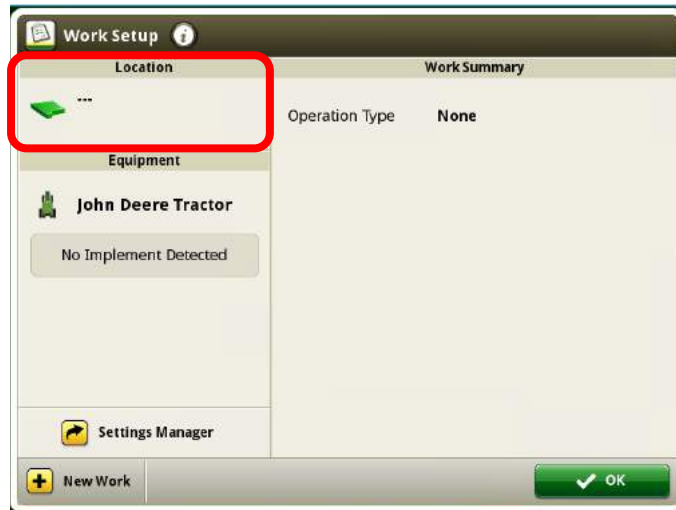 Work Setup i
Location
---
Equipment
John Deere Tractor
No Implement Detected
Settings Manager
New Work
Work Summary
Operation Type None
OK